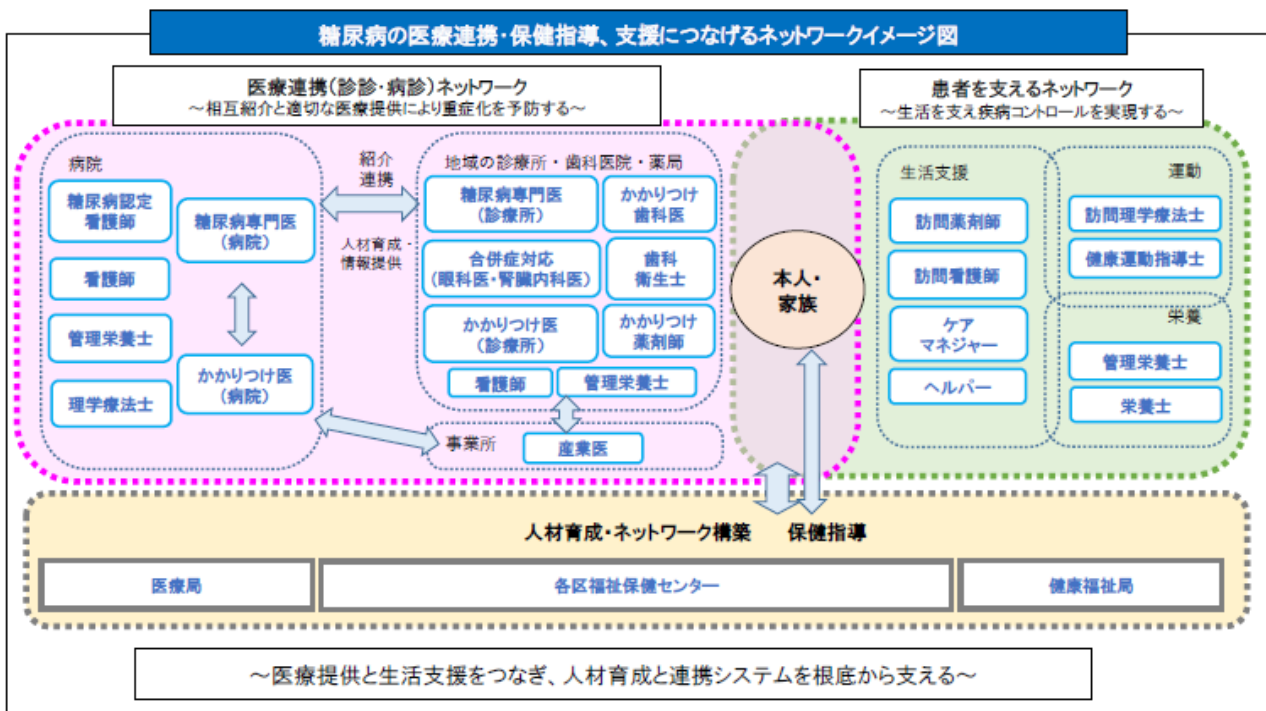 糖尿病の医療連携・保健指導、支援につなげるネットワークイメージ図
医療連携(診診・病診)ネットワーク
～相互紹介と適切な医療提供により重症化を予防する～
患者を支えるネットワーク
～生活を支え疾病コントロールを実現する～
病院
糖尿病認定
看護師
看護師
管理栄養士
理学療法士
糖尿病専門医
(病院)
かかりつけ医
(病院)
紹介
連携
人材育成・
情報提供
地域の診療所・歯科医院・薬局
糖尿病専門医
(診療所)
かかりつけ
歯科医
合併症対応
(眼科医・腎臓内科医)
歯科
衛生士
かかりつけ医
(診療所)
かかりつけ
薬剤師
看護師
管理栄養士
事業所
産業医
本人・
家族
生活支援
訪問薬剤師
訪問看護師
ケア
マネジャー
ヘルパー
運動
訪問理学療法士
健康運動指導士
栄養
管理栄養士
栄養士
人材育成・ネットワーク構築
保健指導
医療局
各区福祉保健センター
健康福祉局
～医療提供と生活支援をつなぎ、人材育成と連携システムを根底から支える～